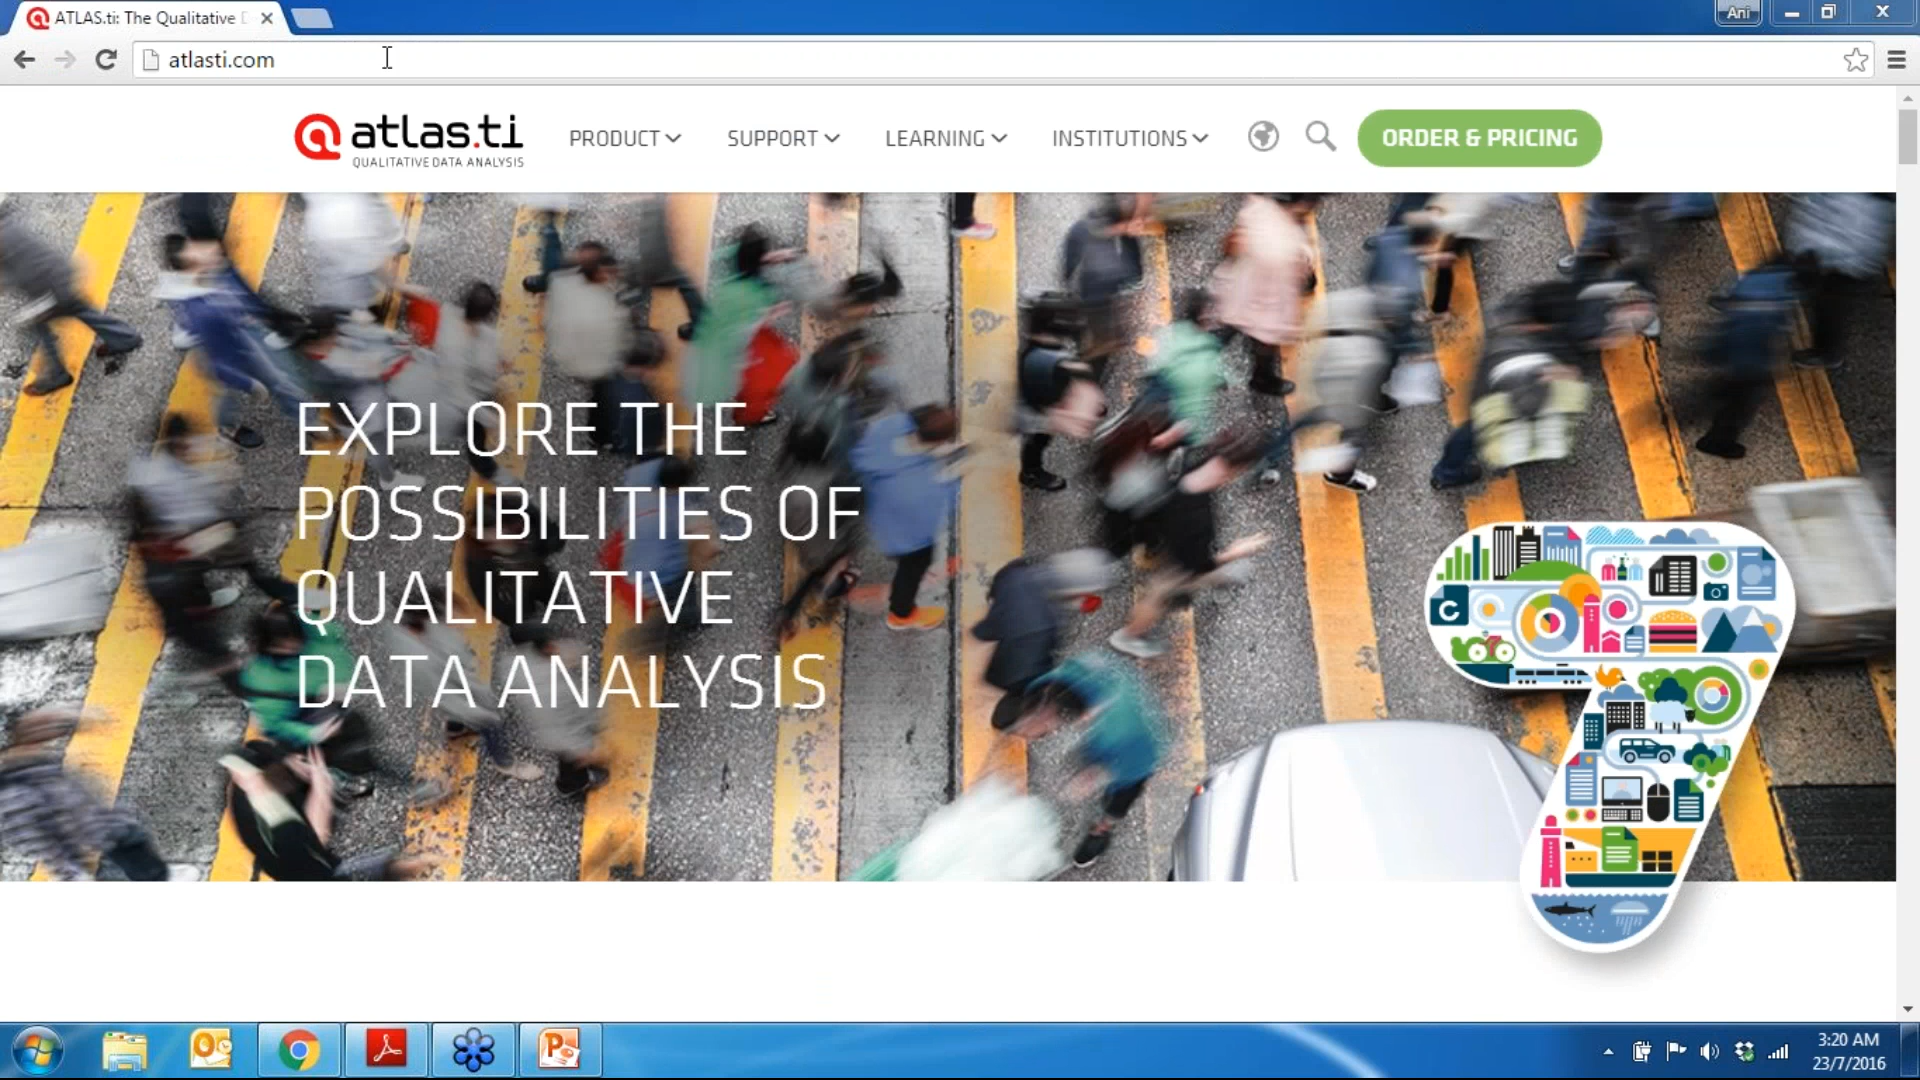 ATLAS.ti: The Qualitative D
Ani
atlasti.com
atlas.ti
QUALITATIVE DATA ANALYSIS
PRODUCT
SUPPORT
LEARNING
INSTITUTIONS
ORDER & PRICING
EXPLORE THE
POSSIBILITIES OF
QUALITATIVE
DATA ANALYSIS
3:20 AM
23/7/2016